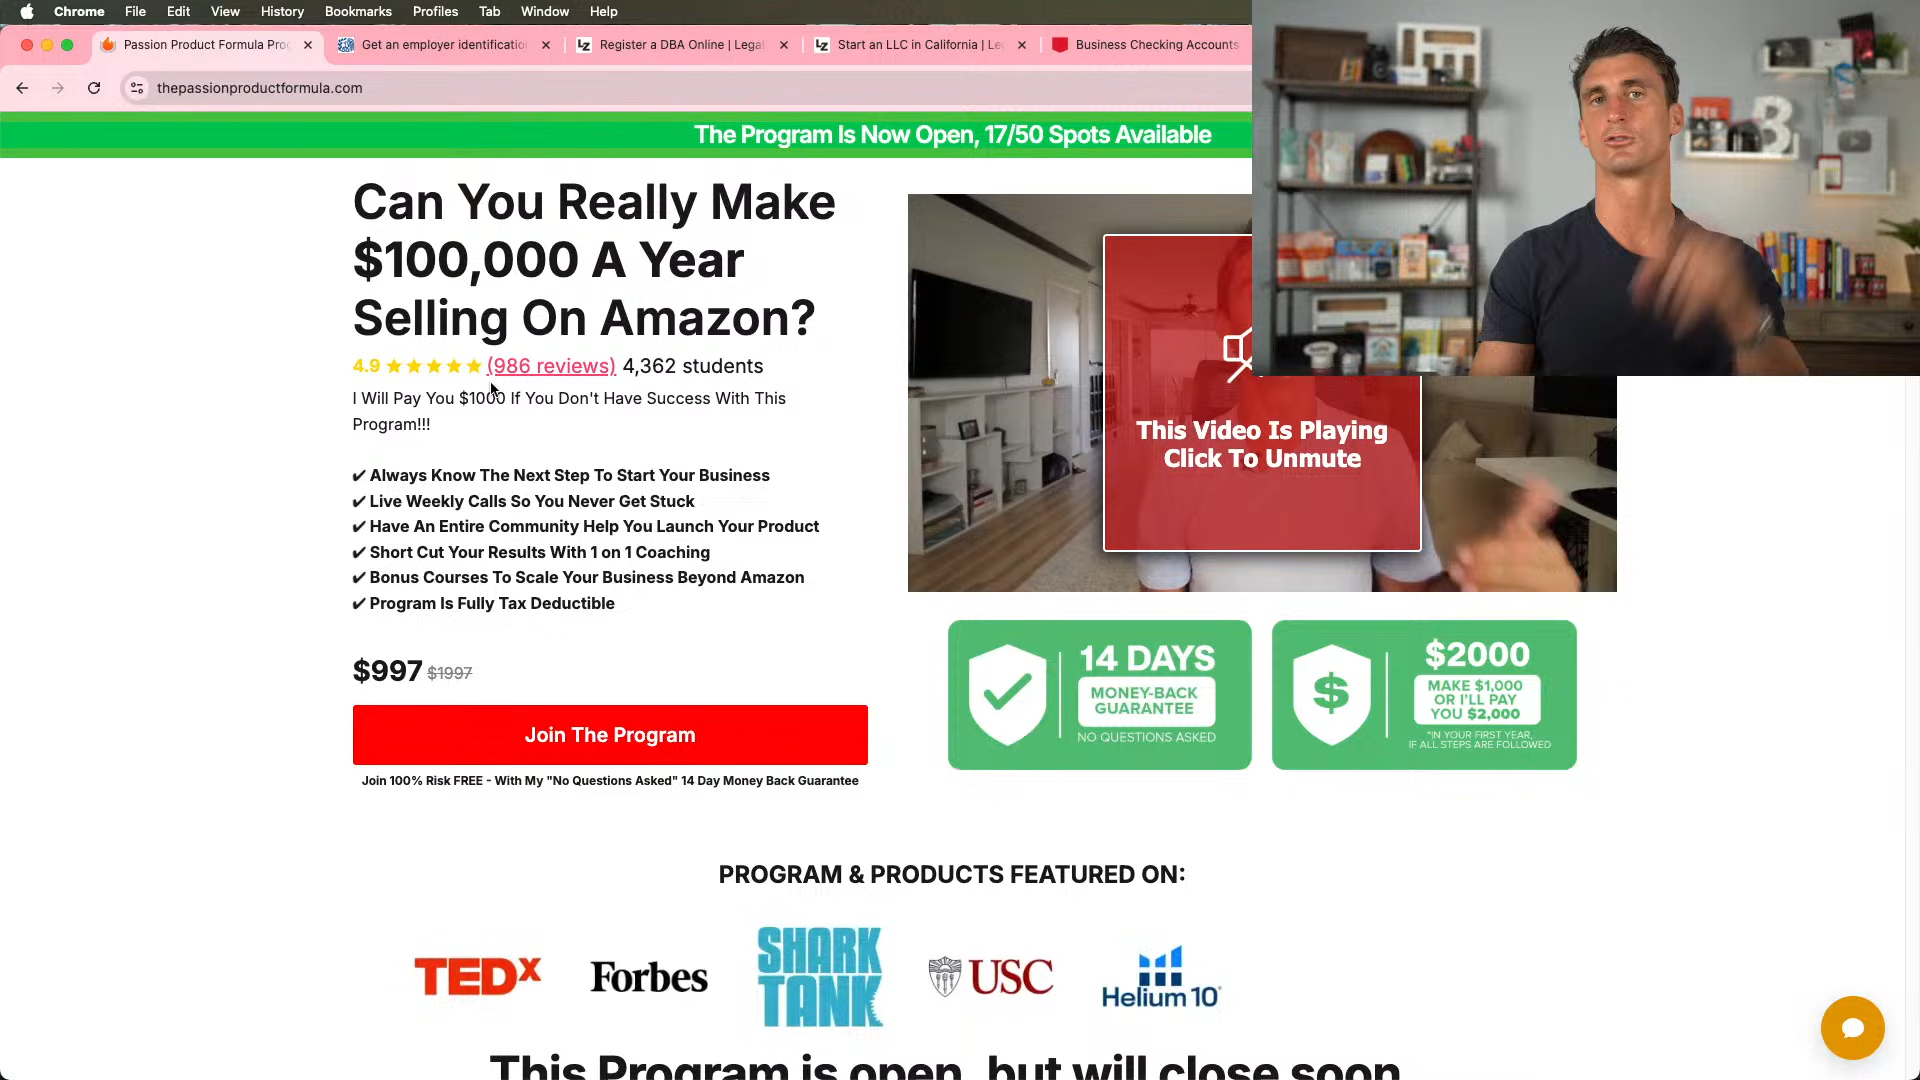 Chrome File Edit View History Bookmarks Profiles Tab Window Help
Passion Product Formula Pro
Get an employer identificatio
Register a DBA Online | Lega
Start an LLC in California | Le
Business Checking Accounts
thepassionproductformula.com
The Program Is Now Open, 17/50 Spots Available
Can You Really Make
$100,000 A Year
Selling On Amazon?
4.9 (986 reviews) 4,362 students
I Will Pay You $1000 If You Don't Have Success With This
Program!!!
✔ Always Know The Next Step To Start Your Business
✔ Live Weekly Calls So You Never Get Stuck
✔ Have An Entire Community Help You Launch Your Product
✔ Short Cut Your Results With 1 on 1 Coaching
✔ Bonus Courses To Scale Your Business Beyond Amazon
✔ Program Is Fully Tax Deductible
$997 $1997
Join The Program
Join 100% Risk FREE - With My "No Questions Asked" 14 Day Money Back Guarantee
This Video Is Playing
Click To Unmute
14 DAYS
MONEY-BACK
GUARANTEE
NO QUESTIONS ASKED
$2000
MAKE $1,000
OR I'LL PAY
YOU $2,000
*IN YOUR FIRST YEAR,
IF ALL STEPS ARE FOLLOWED
PROGRAM & PRODUCTS FEATURED ON:
TEDx
Forbes
SHARK
TANK
USC
Helium 10
This Program is open, but will close soon